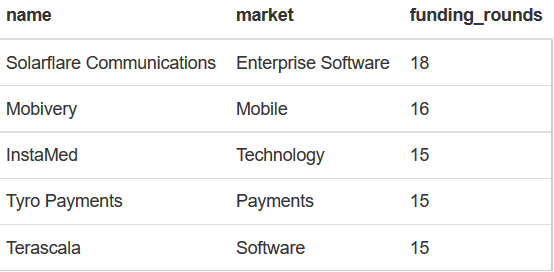 name market funding_rounds
Solarflare Communications Enterprise Software 18
Mobivery Mobile 16
InstaMed Technology 15
Tyro Payments Payments 15
Terascala Software 15